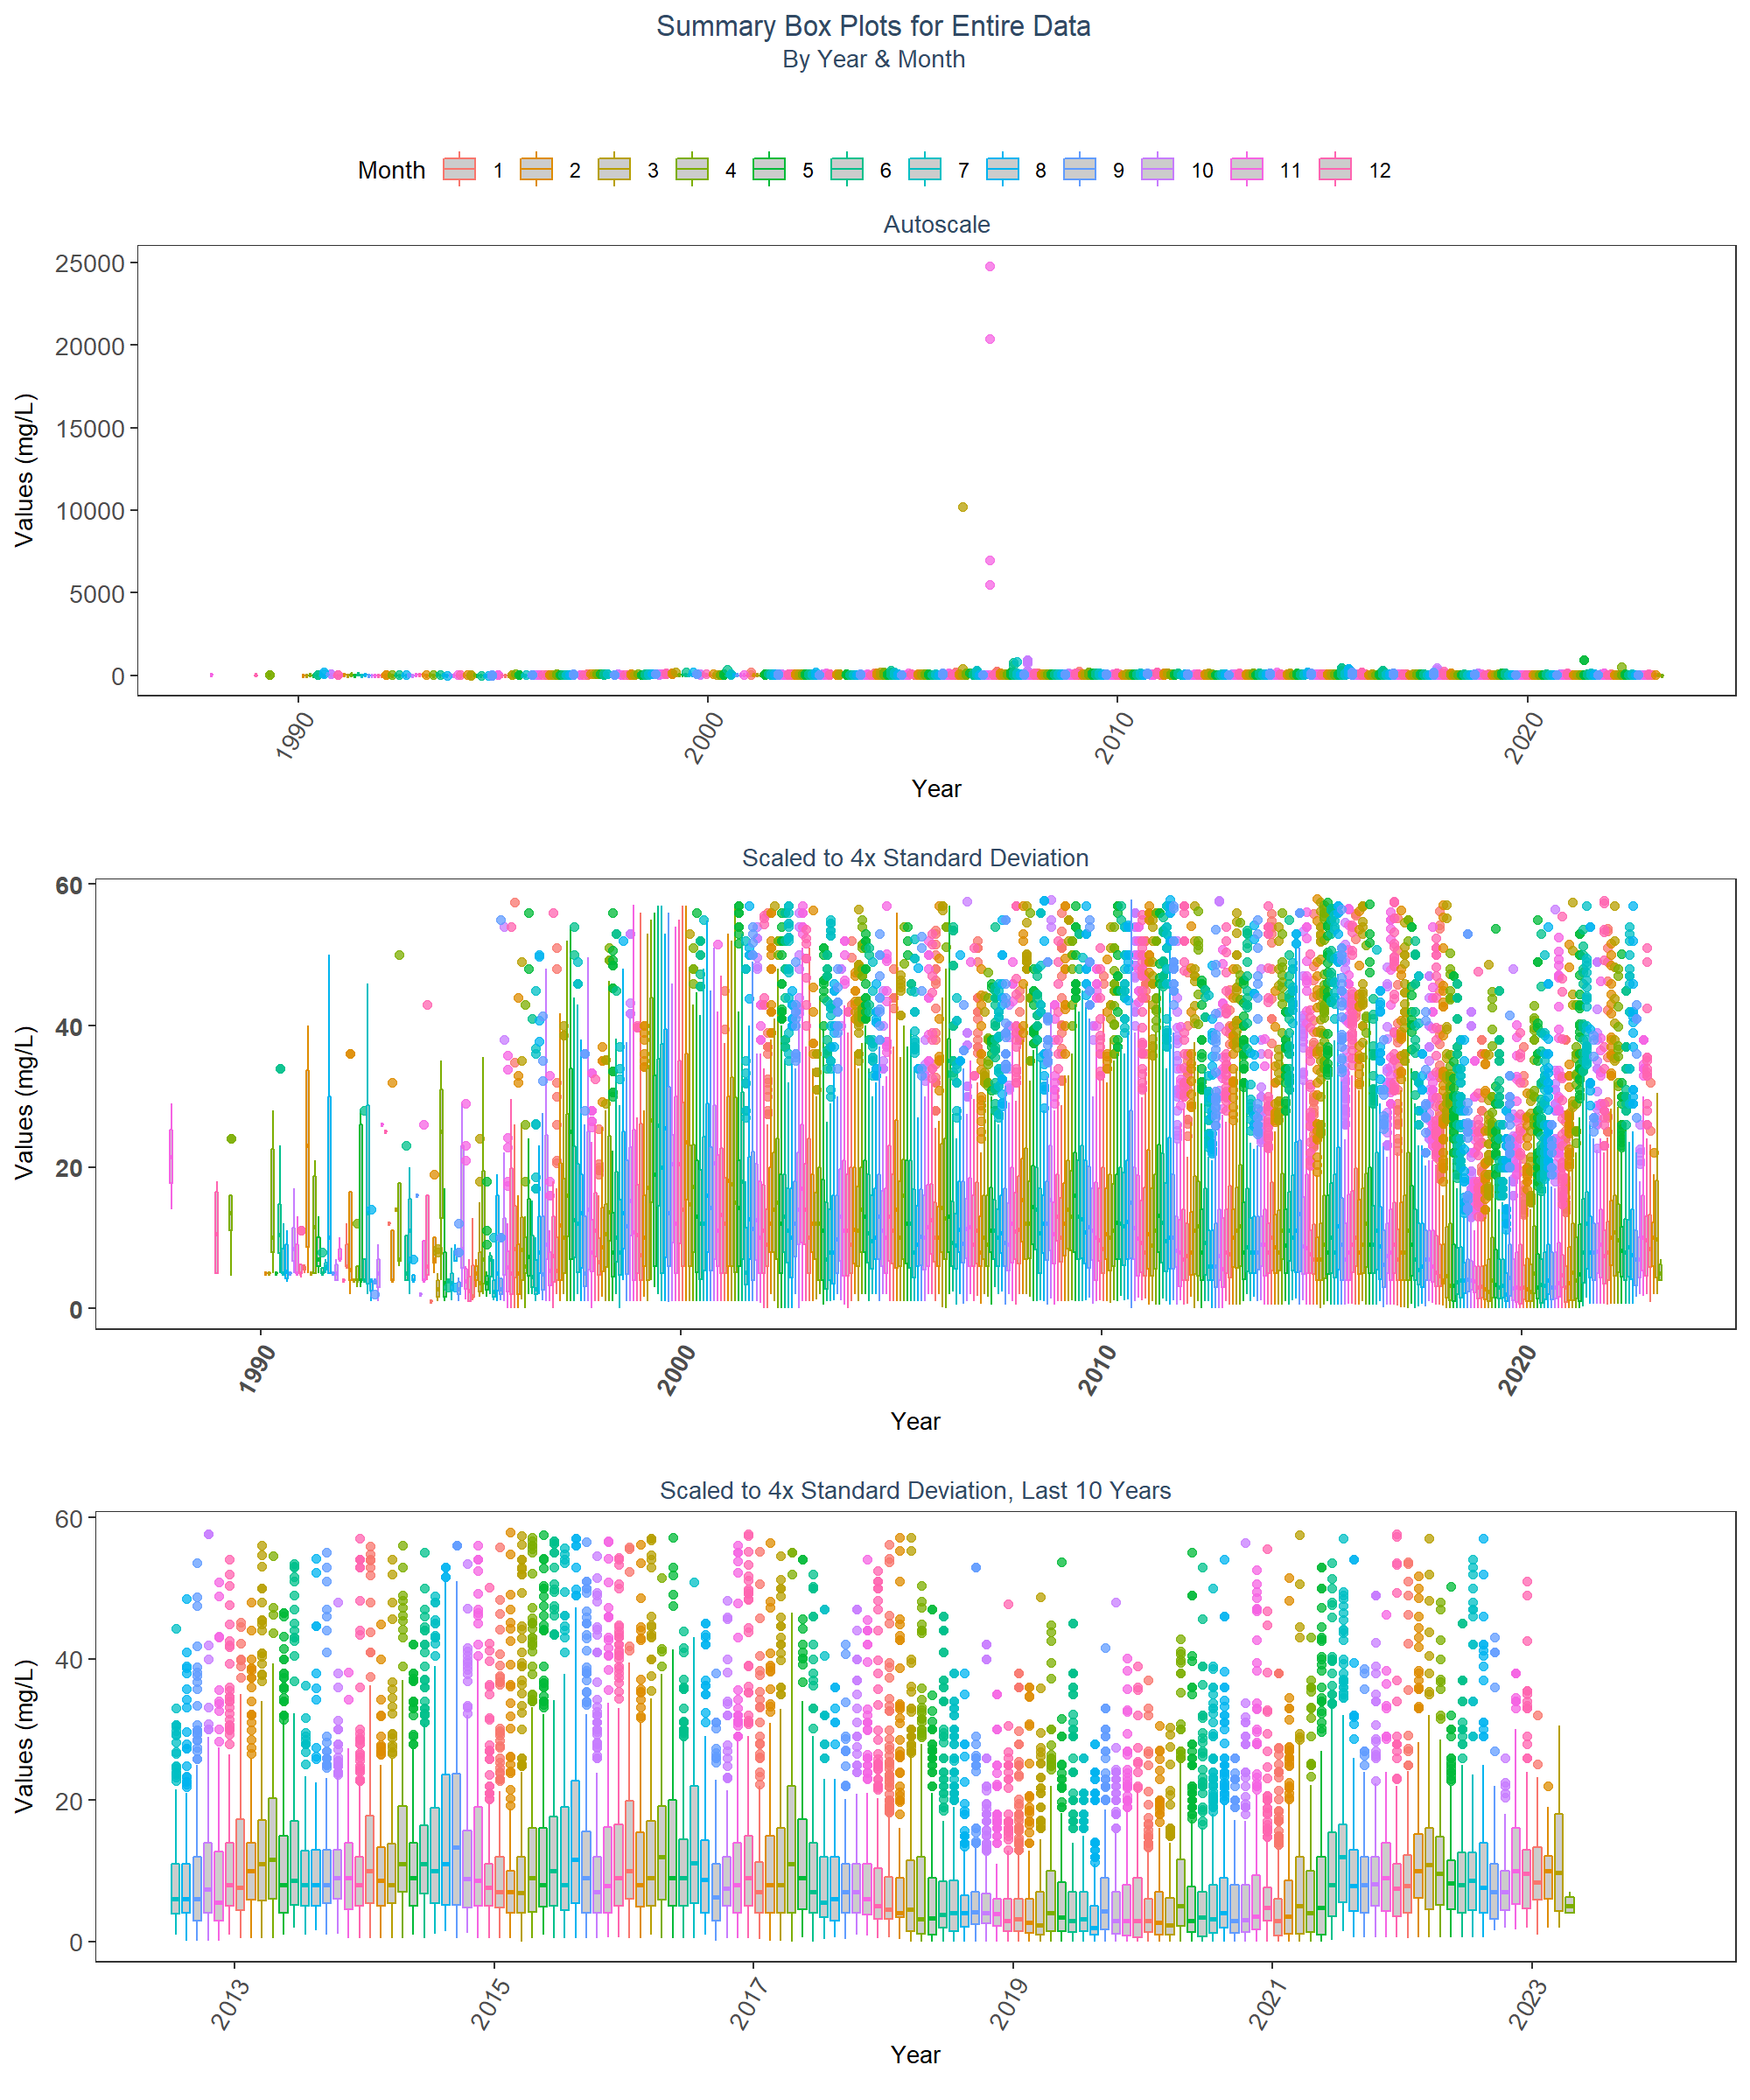 Summary Box Plots for Entire Data
By Year & Month
Month 1 2 3 4 5 6 7 8 9 10 11 12
Autoscale
Values (mg/L)
25000
20000
15000
10000
5000
0
1990 2000 2010 2020
Year
Scaled to 4x Standard Deviation
Values (mg/L)
60
40
20
0
1990 2000 2010 2020
Year
Scaled to 4x Standard Deviation, Last 10 Years
Values (mg/L)
60
40
20
0
2013 2015 2017 2019 2021 2023
Year